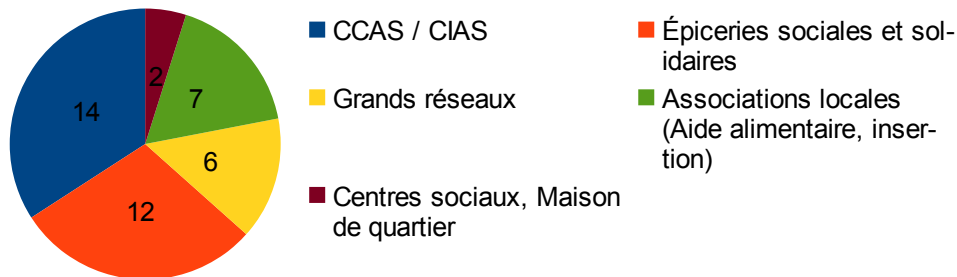 2
7
14
6
12
CCAS / CIAS
Épiceries sociales et sol-
idaires
Grands réseaux
Associations locales
(Aide alimentaire, inser-
tion)
Centres sociaux, Maison
de quartier